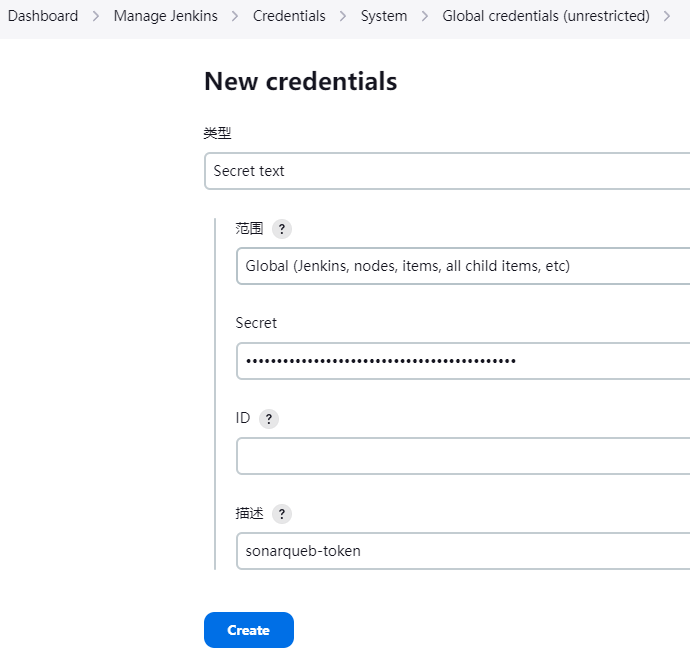 Dashboard > Manage Jenkins > Credentials > System > Global credentials (unrestricted) >
New credentials
类型
Secret text
范围 ?
Global (Jenkins, nodes, items, all child items, etc)
Secret
••••••••••••••••••••••••••••••••••••••••••••
ID ?
描述 ?
sonarqueb-token
Create